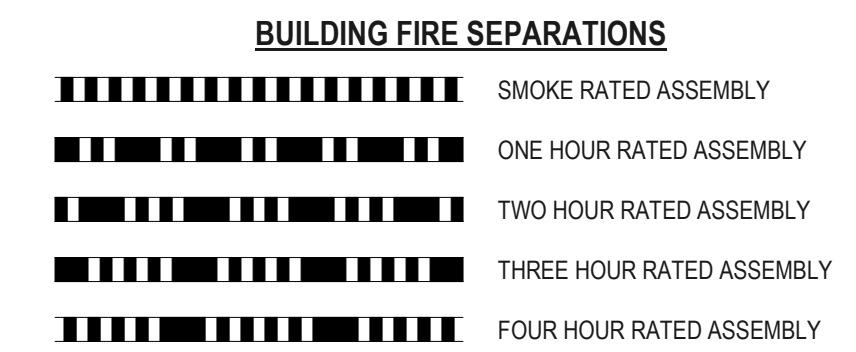 BUILDING FIRE SEPARATIONS
SMOKE RATED ASSEMBLY
ONE HOUR RATED ASSEMBLY
TWO HOUR RATED ASSEMBLY
THREE HOUR RATED ASSEMBLY
FOUR HOUR RATED ASSEMBLY